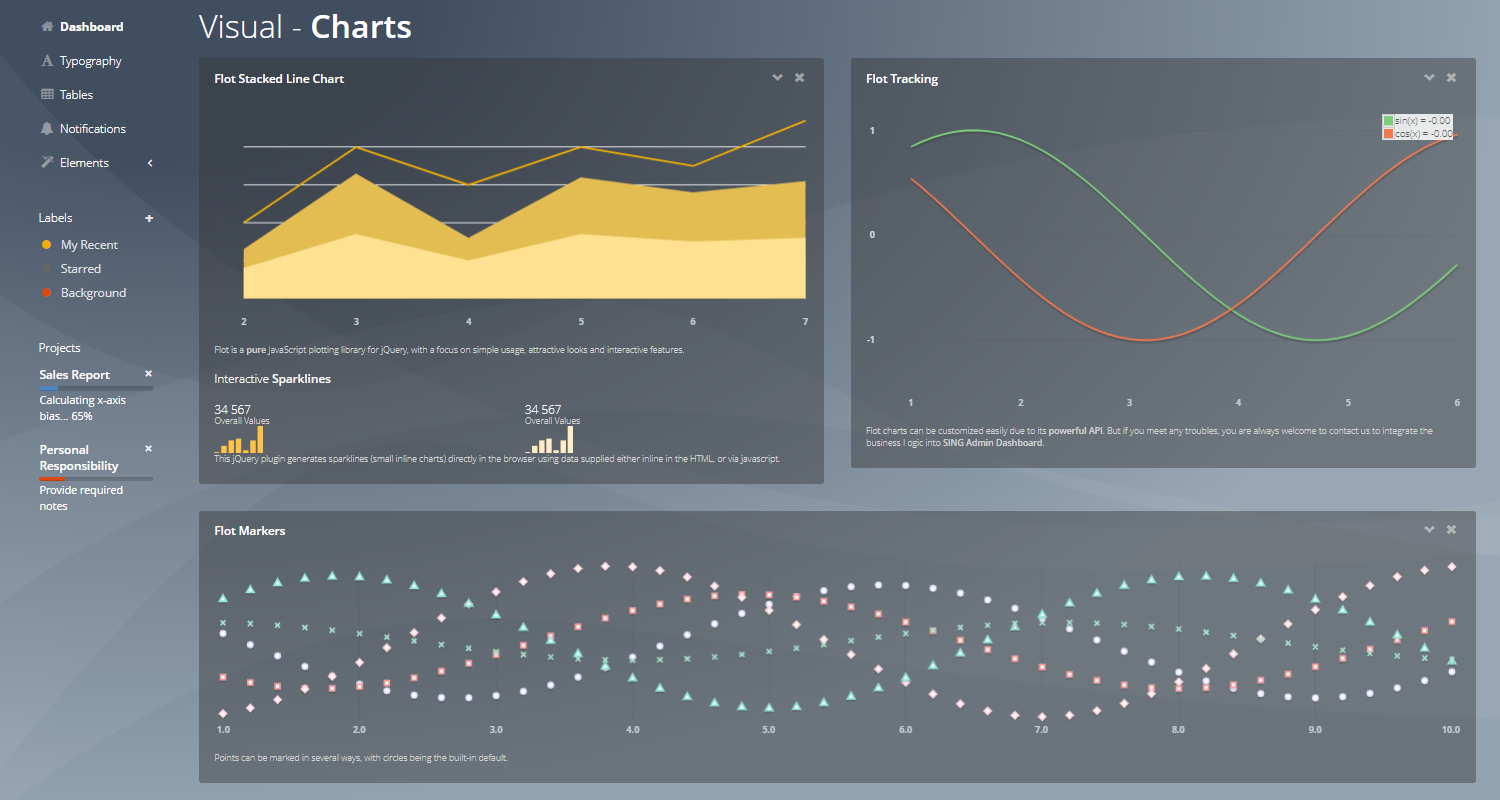 Dashboard
Typography
Tables
Notifications
Elements
Labels
My Recent
Starred
Background
Projects
Sales Report
Calculating x-axis
bias... 65%
Personal
Responsibility
Provide required
notes
Visual - Charts
Flot Stacked Line Chart
2 3 4 5 6 7
Flot is a pure JavaScript plotting library for jQuery, with a focus on simple usage, attractive looks and interactive features.
Interactive Sparklines
34 567 34 567
Overall Values Overall Values
This jQuery plugin generates sparklines (small inline charts) directly in the browser using data supplied either inline in the HTML, or via javascript.
Flot Tracking
sin(x) = -0.00
cos(x) = -0.00
1
0
-1
1 2 3 4 5 6
Flot charts can be customized easily due to its powerful API. But if you meet any troubles, you are always welcome to contact us to integrate the
business l ogic into SING Admin Dashboard.
Flot Markers
1.0 2.0 3.0 4.0 5.0 6.0 7.0 8.0 9.0 10.0
Points can be marked in several ways, with circles being the built-in default.